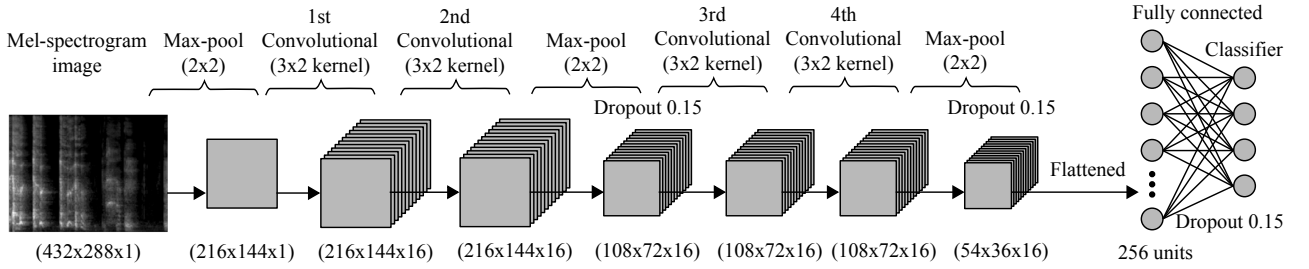 Mel-spectrogram
image
Max-pool
(2x2)
1st
Convolutional
(3x2 kernel)
2nd
Convolutional
(3x2 kernel)
Max-pool
(2x2)
3rd
Convolutional
(3x2 kernel)
4th
Convolutional
(3x2 kernel)
Max-pool
(2x2)
Fully connected
Classifier
Dropout 0.15
Dropout 0.15
Flattened
Dropout 0.15
(432x288x1)
(216x144x1)
(216x144x16)
(216x144x16)
(108x72x16)
(108x72x16)
(108x72x16)
(54x36x16)
256 units